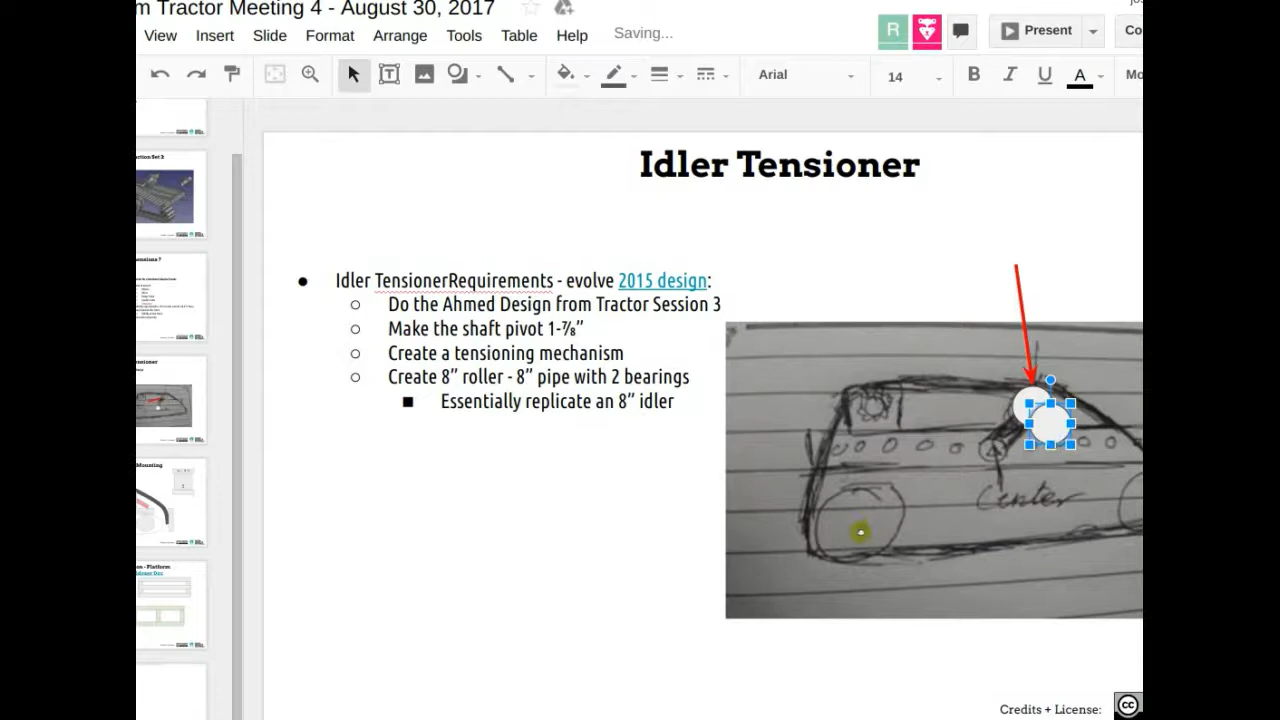 m Tractor Meeting 4 - August 30, 2017
View Insert Slide Format Arrange Tools Table Help Saving...
R Present Co
Arial 14 B I U A Mo
Idler Tensioner
● Idler TensionerRequirements - evolve 2015 design:
○ Do the Ahmed Design from Tractor Session 3
○ Make the shaft pivot 1-⅞”
○ Create a tensioning mechanism
○ Create 8” roller - 8” pipe with 2 bearings
■ Essentially replicate an 8” idler
Center
Credits + License:
cc